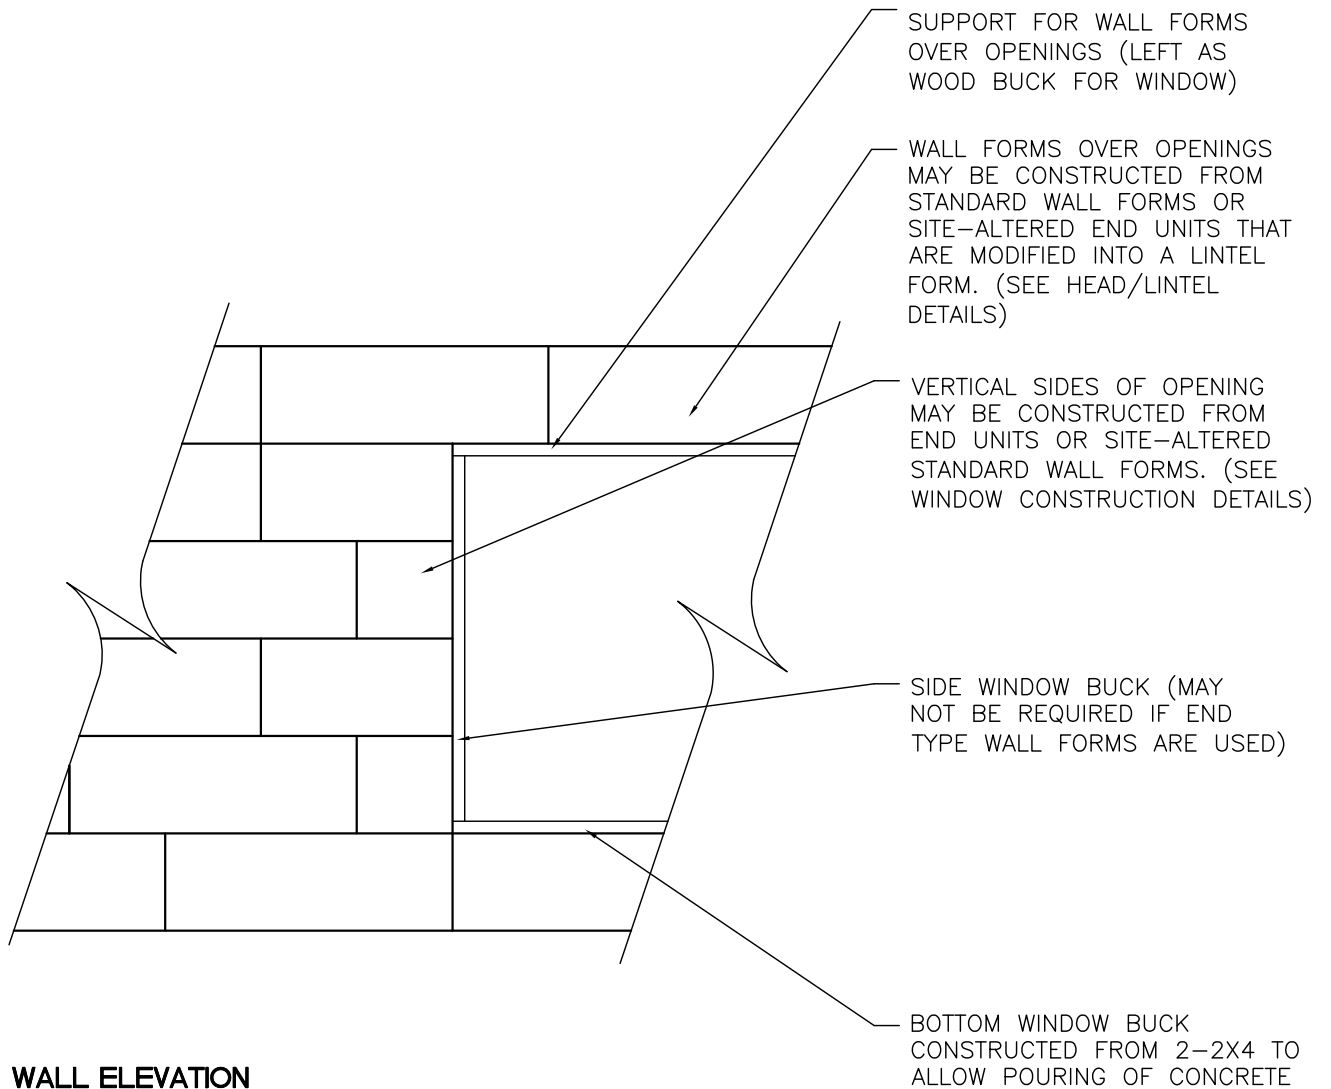 SUPPORT FOR WALL FORMS
OVER OPENINGS (LEFT AS
WOOD BUCK FOR WINDOW)
WALL FORMS OVER OPENINGS
MAY BE CONSTRUCTED FROM
STANDARD WALL FORMS OR
SITE-ALTERED END UNITS THAT
ARE MODIFIED INTO A LINTEL
FORM. (SEE HEAD/LINTEL
DETAILS)
VERTICAL SIDES OF OPENING
MAY BE CONSTRUCTED FROM
END UNITS OR SITE-ALTERED
STANDARD WALL FORMS. (SEE
WINDOW CONSTRUCTION DETAILS)
SIDE WINDOW BUCK (MAY
NOT BE REQUIRED IF END
TYPE WALL FORMS ARE USED)
BOTTOM WINDOW BUCK
CONSTRUCTED FROM 2-2X4 TO
ALLOW POURING OF CONCRETE
WALL ELEVATION